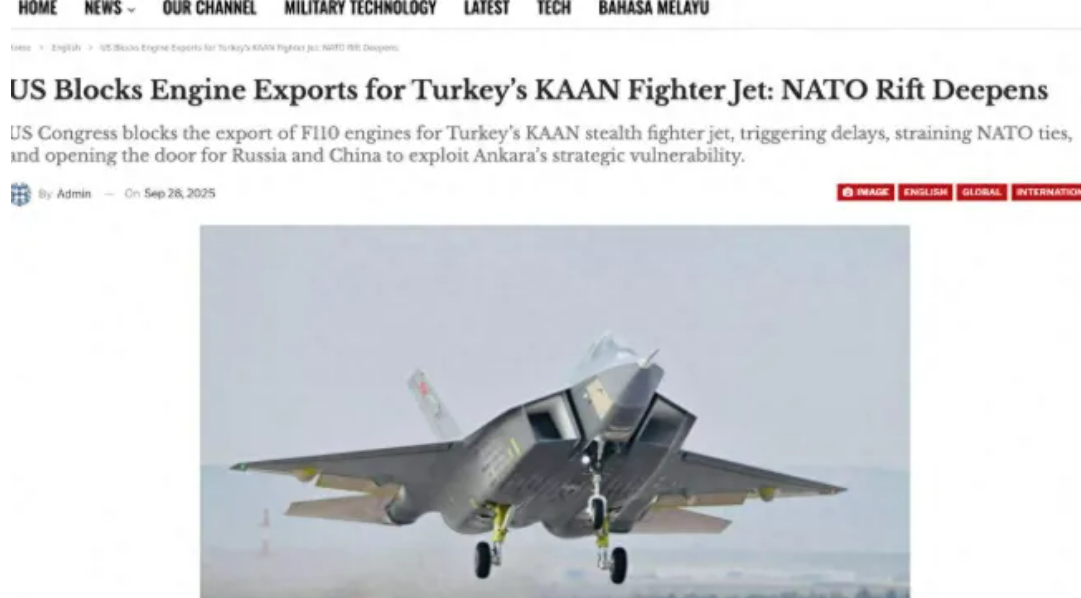 HOME NEWS OUR CHANNEL MILITARY TECHNOLOGY LATEST TECH BAHASA MELAYU
Home > English > US Blocks Engine Exports for Turkey's KAAN Fighter Jet: NATO Rift Deepens
US Blocks Engine Exports for Turkey’s KAAN Fighter Jet: NATO Rift Deepens
US Congress blocks the export of F110 engines for Turkey’s KAAN stealth fighter jet, triggering delays, straining NATO ties,
and opening the door for Russia and China to exploit Ankara’s strategic vulnerability.
By Admin — On Sep 28, 2025
IMAGE ENGLISH GLOBAL INTERNATION